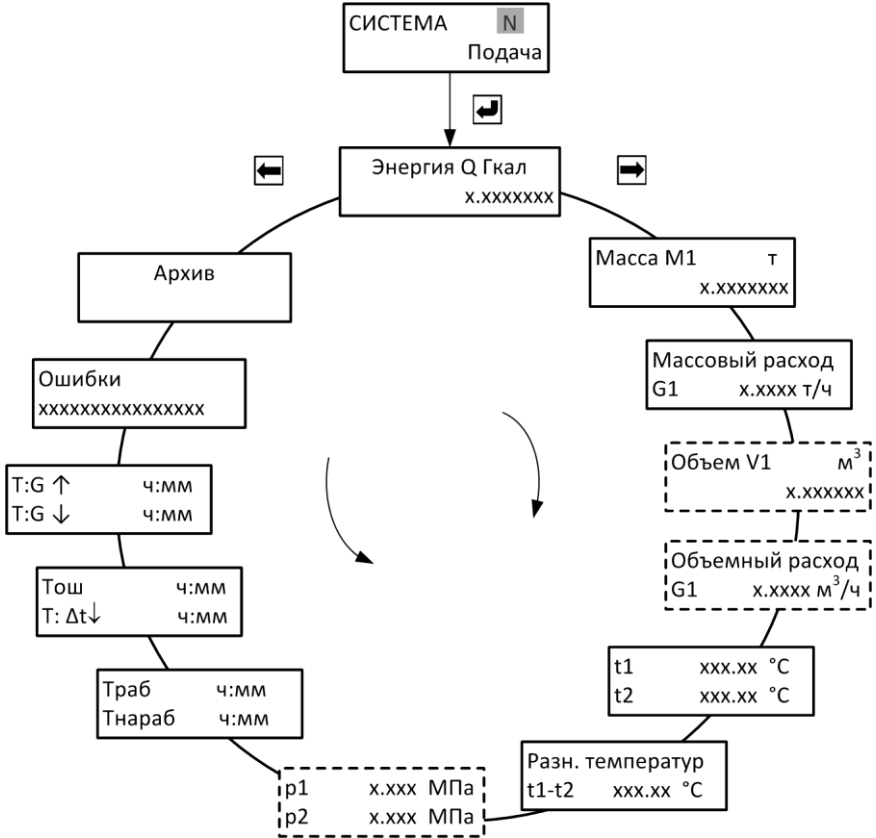 СИСТЕМА N
Подача
Энергия Q Гкал
x.xxxxxxx
Масса М1 т
x.xxxxxxx
Массовый расход
G1 x.xxxx т/ч
Объем V1 м³
x.xxxxxx
Объемный расход
G1 x.xxxx м³/ч
t1 xxx.xx °C
t2 xxx.xx °C
Разн. температур
t1-t2 xxx.xx °C
p1 x.xxx МПа
p2 x.xxx МПа
Траб ч:мм
Тнараб ч:мм
Тош ч:мм
Т: Δt↓ ч:мм
T:G ↑ ч:мм
T:G ↓ ч:мм
Ошибки
xxxxxxxxxxxxxxxx
Архив